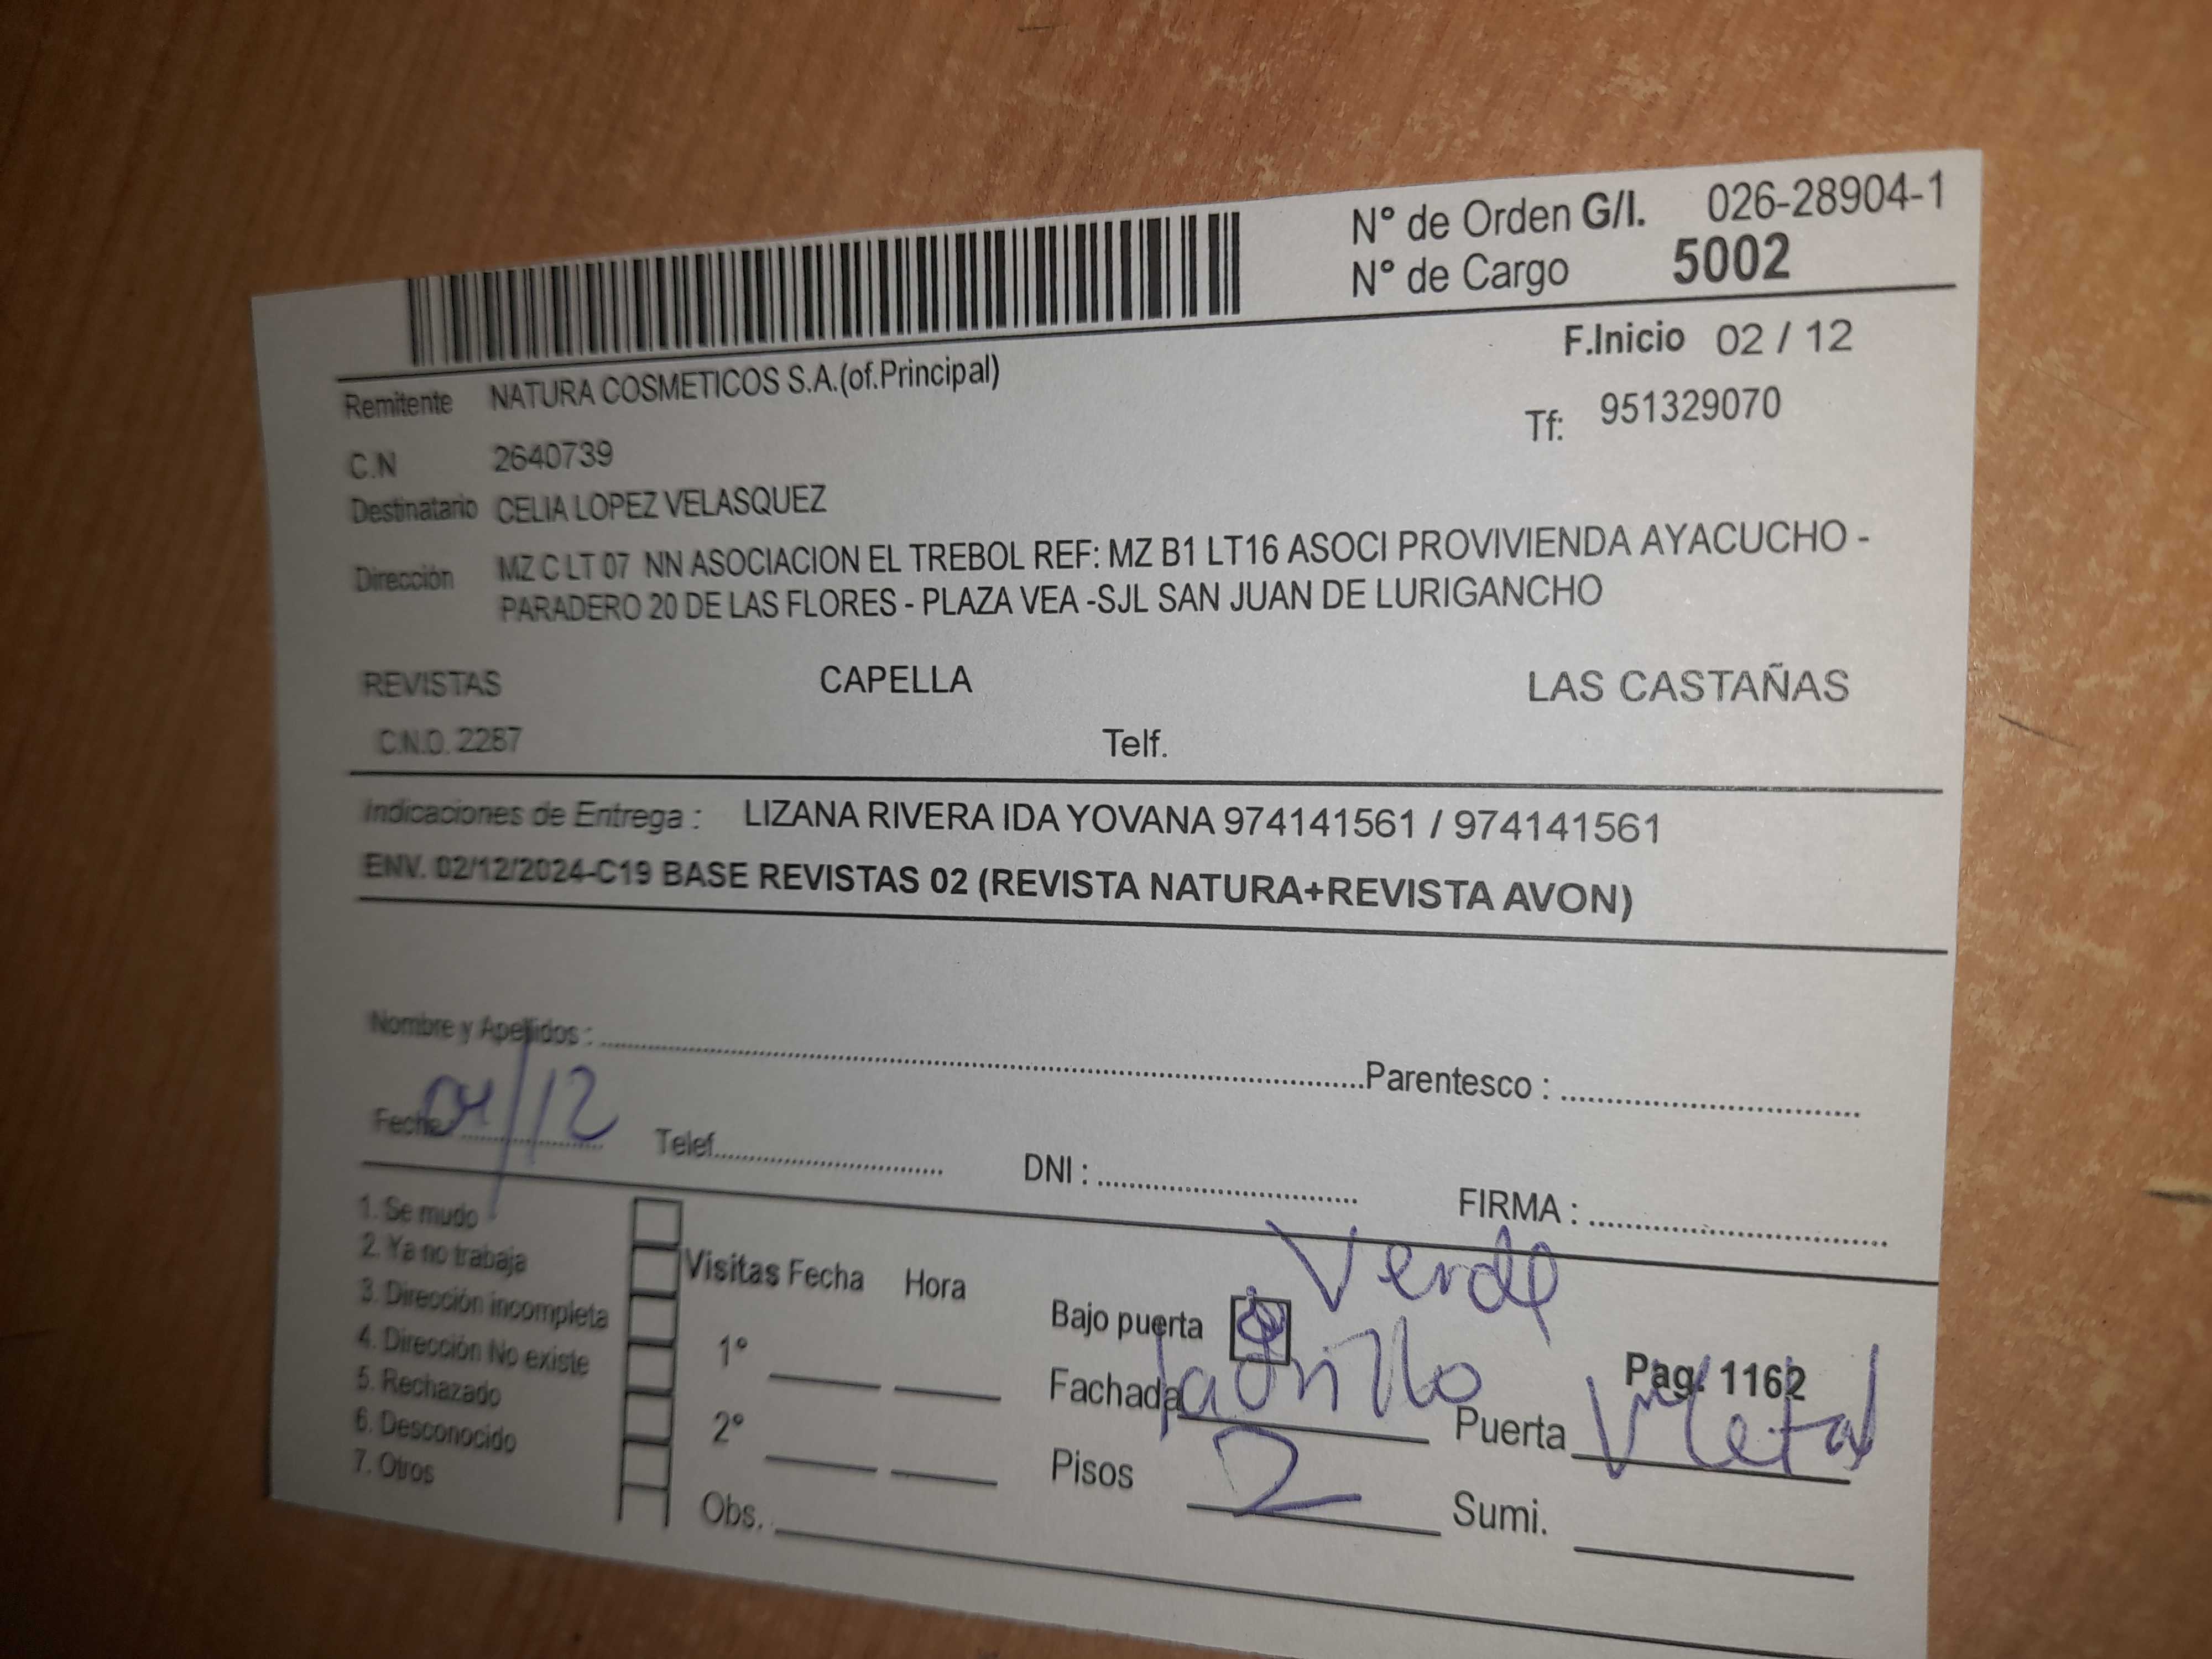 N° de Orden G/I. 026-28904-1
N° de Cargo 5002
F.Inicio 02 / 12
Remitente NATURA COSMETICOS S.A.(of.Principal)
Tf: 951329070
C.N 2640739
Destinatario CELIA LOPEZ VELASQUEZ
Dirección MZ C LT 07 NN ASOCIACION EL TREBOL REF: MZ B1 LT16 ASOCI PROVIVIENDA AYACUCHO -
PARADERO 20 DE LAS FLORES - PLAZA VEA -SJL SAN JUAN DE LURIGANCHO
REVISTAS CAPELLA LAS CASTAÑAS
C.N.O. 2287 Telf.
Indicaciones de Entrega : LIZANA RIVERA IDA YOVANA 974141561 / 974141561
ENV. 02/12/2024-C19 BASE REVISTAS 02 (REVISTA NATURA+REVISTA AVON)
Nombre y Apellidos : Parentesco :
Fecha /12 Telef. DNI : FIRMA :
1. Se mudo
2. Ya no trabaja
3. Dirección incompleta
4. Dirección No existe
5. Rechazado
6. Desconocido
7. Otros
Visitas Fecha Hora
1°
2°
Obs.
Verde
Bajo puerta
Pag. 1162
Fachada ladrillo Puerta Metal
Pisos 2 Sumi.